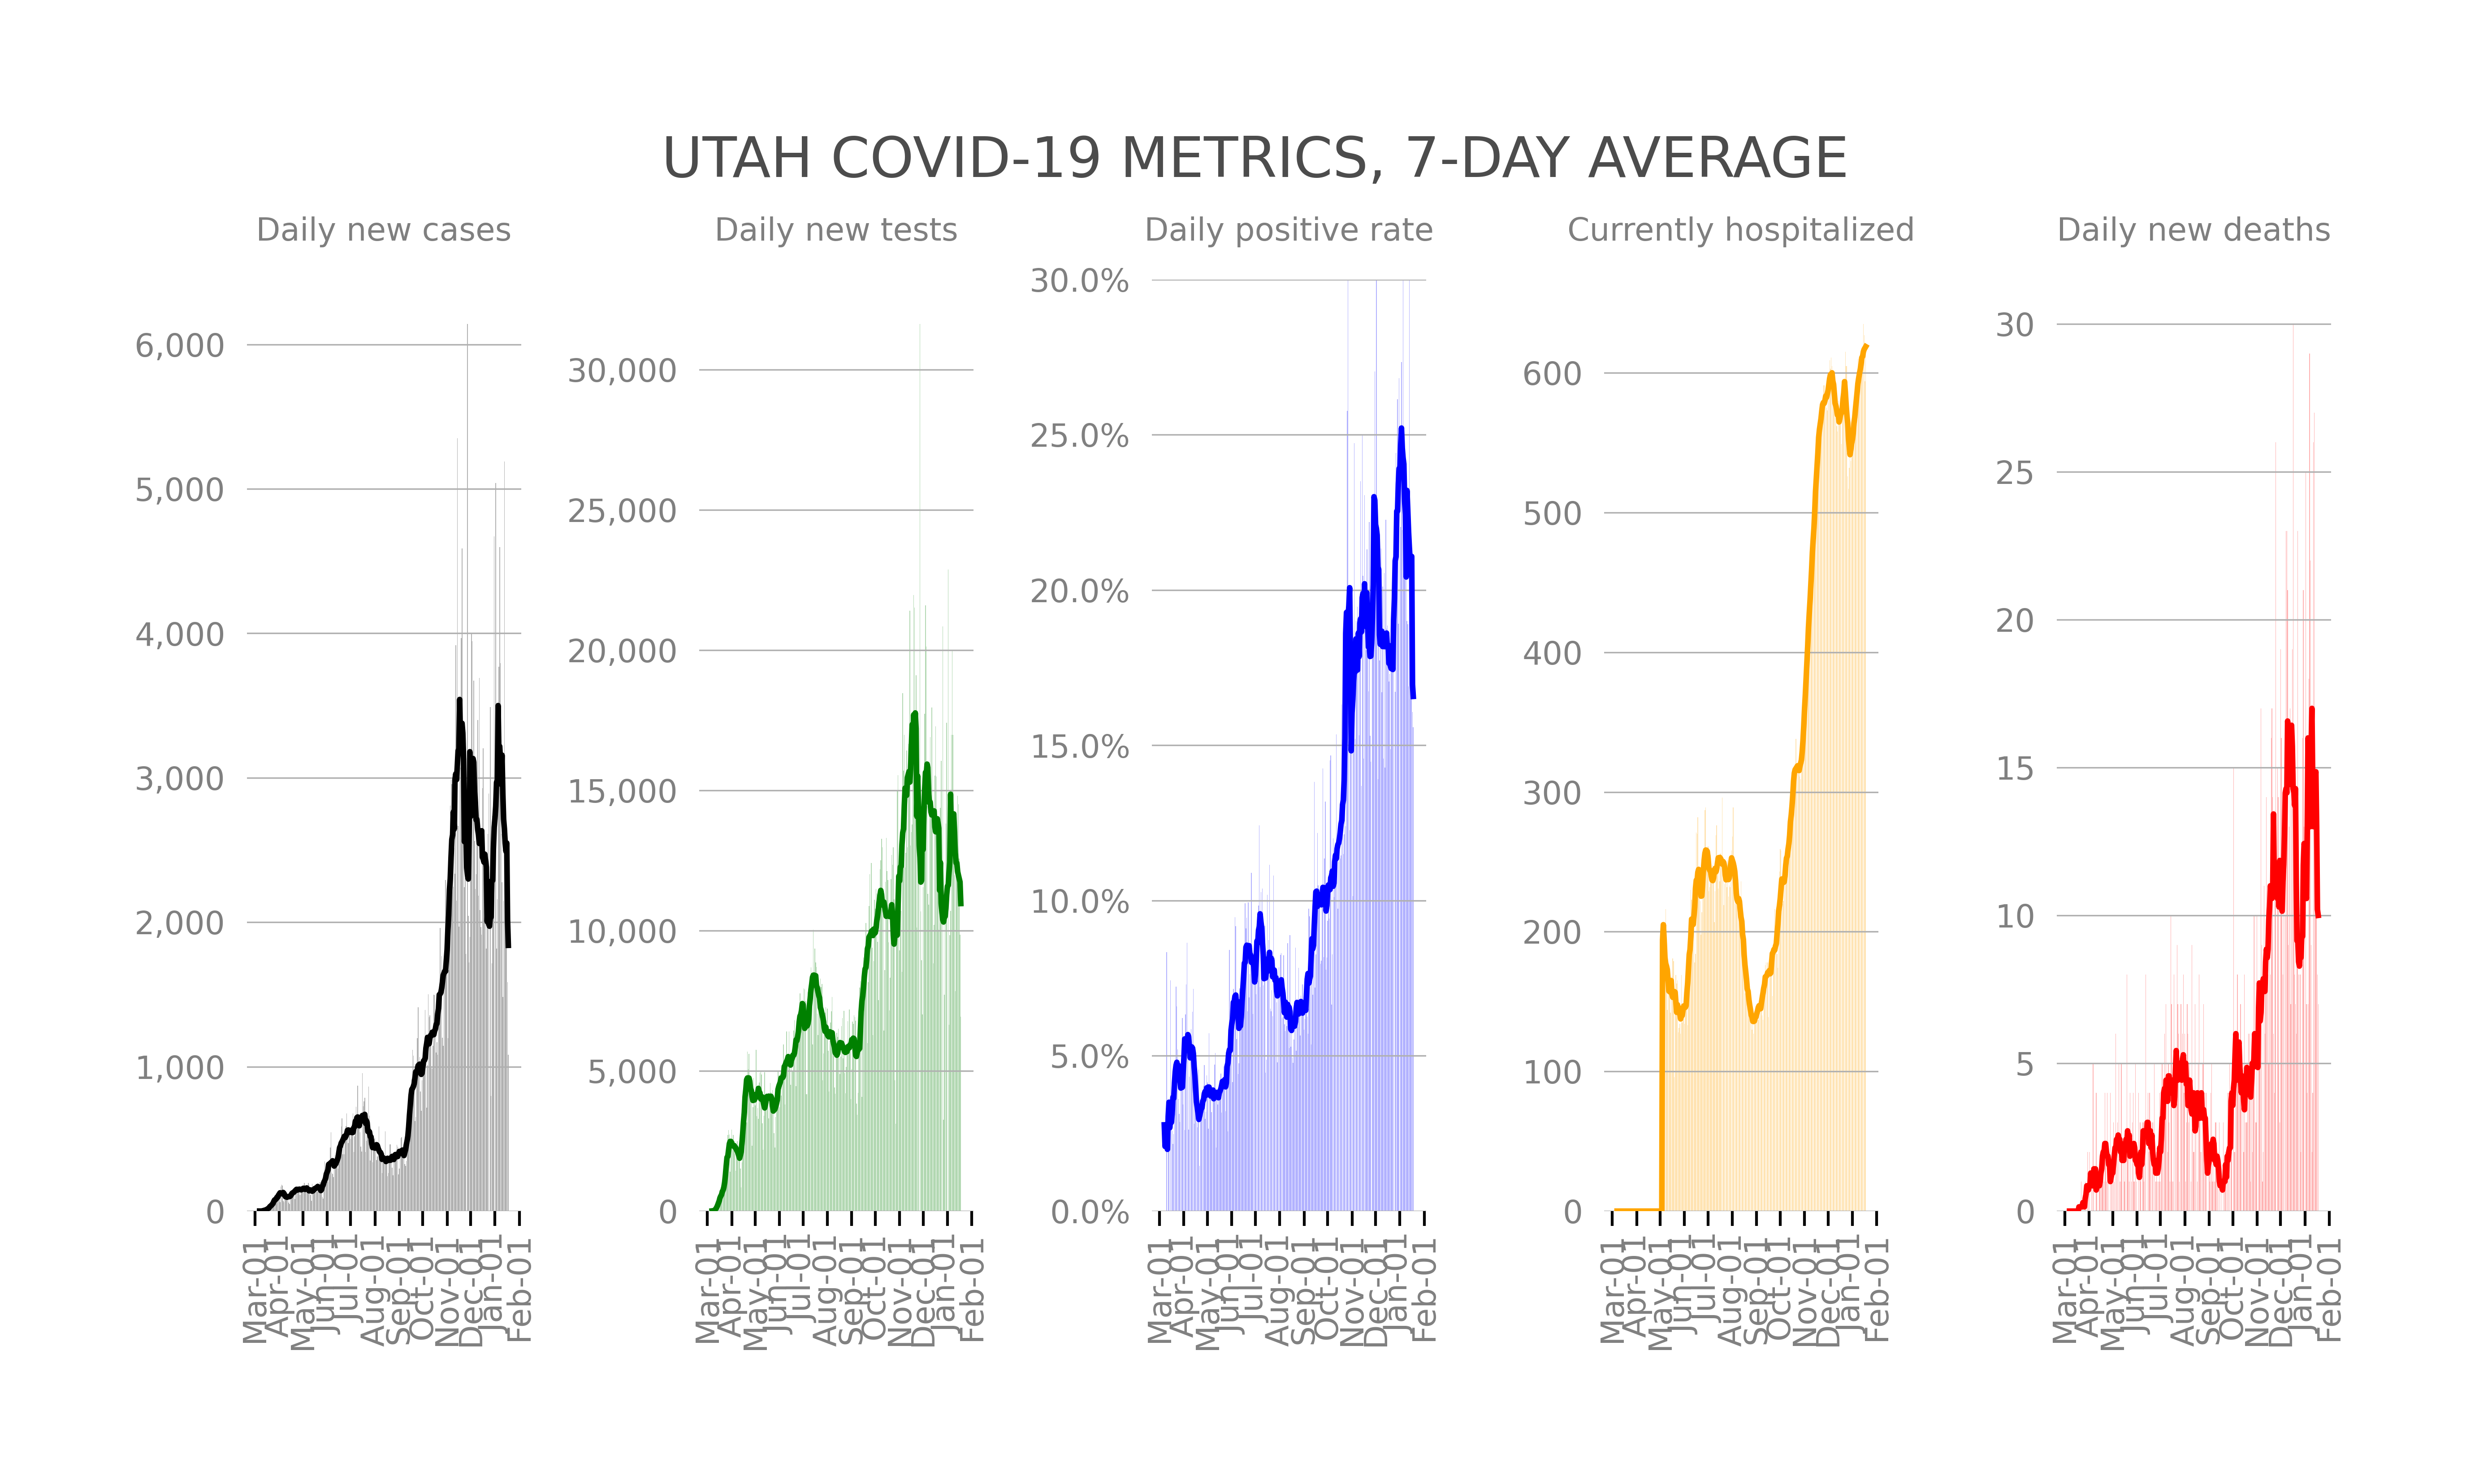 UTAH COVID-19 METRICS, 7-DAY AVERAGE
Daily new cases
6,000
5,000
4,000
3,000
2,000
1,000
0
Mar-01
Apr-01
May-01
Jun-01
Jul-01
Aug-01
Sep-01
Oct-01
Nov-01
Dec-01
Jan-01
Feb-01
Daily new tests
30,000
25,000
20,000
15,000
10,000
5,000
0
Mar-01
Apr-01
May-01
Jun-01
Jul-01
Aug-01
Sep-01
Oct-01
Nov-01
Dec-01
Jan-01
Feb-01
Daily positive rate
30.0%
25.0%
20.0%
15.0%
10.0%
5.0%
0.0%
Mar-01
Apr-01
May-01
Jun-01
Jul-01
Aug-01
Sep-01
Oct-01
Nov-01
Dec-01
Jan-01
Feb-01
Currently hospitalized
600
500
400
300
200
100
0
Mar-01
Apr-01
May-01
Jun-01
Jul-01
Aug-01
Sep-01
Oct-01
Nov-01
Dec-01
Jan-01
Feb-01
Daily new deaths
30
25
20
15
10
5
0
Mar-01
Apr-01
May-01
Jun-01
Jul-01
Aug-01
Sep-01
Oct-01
Nov-01
Dec-01
Jan-01
Feb-01